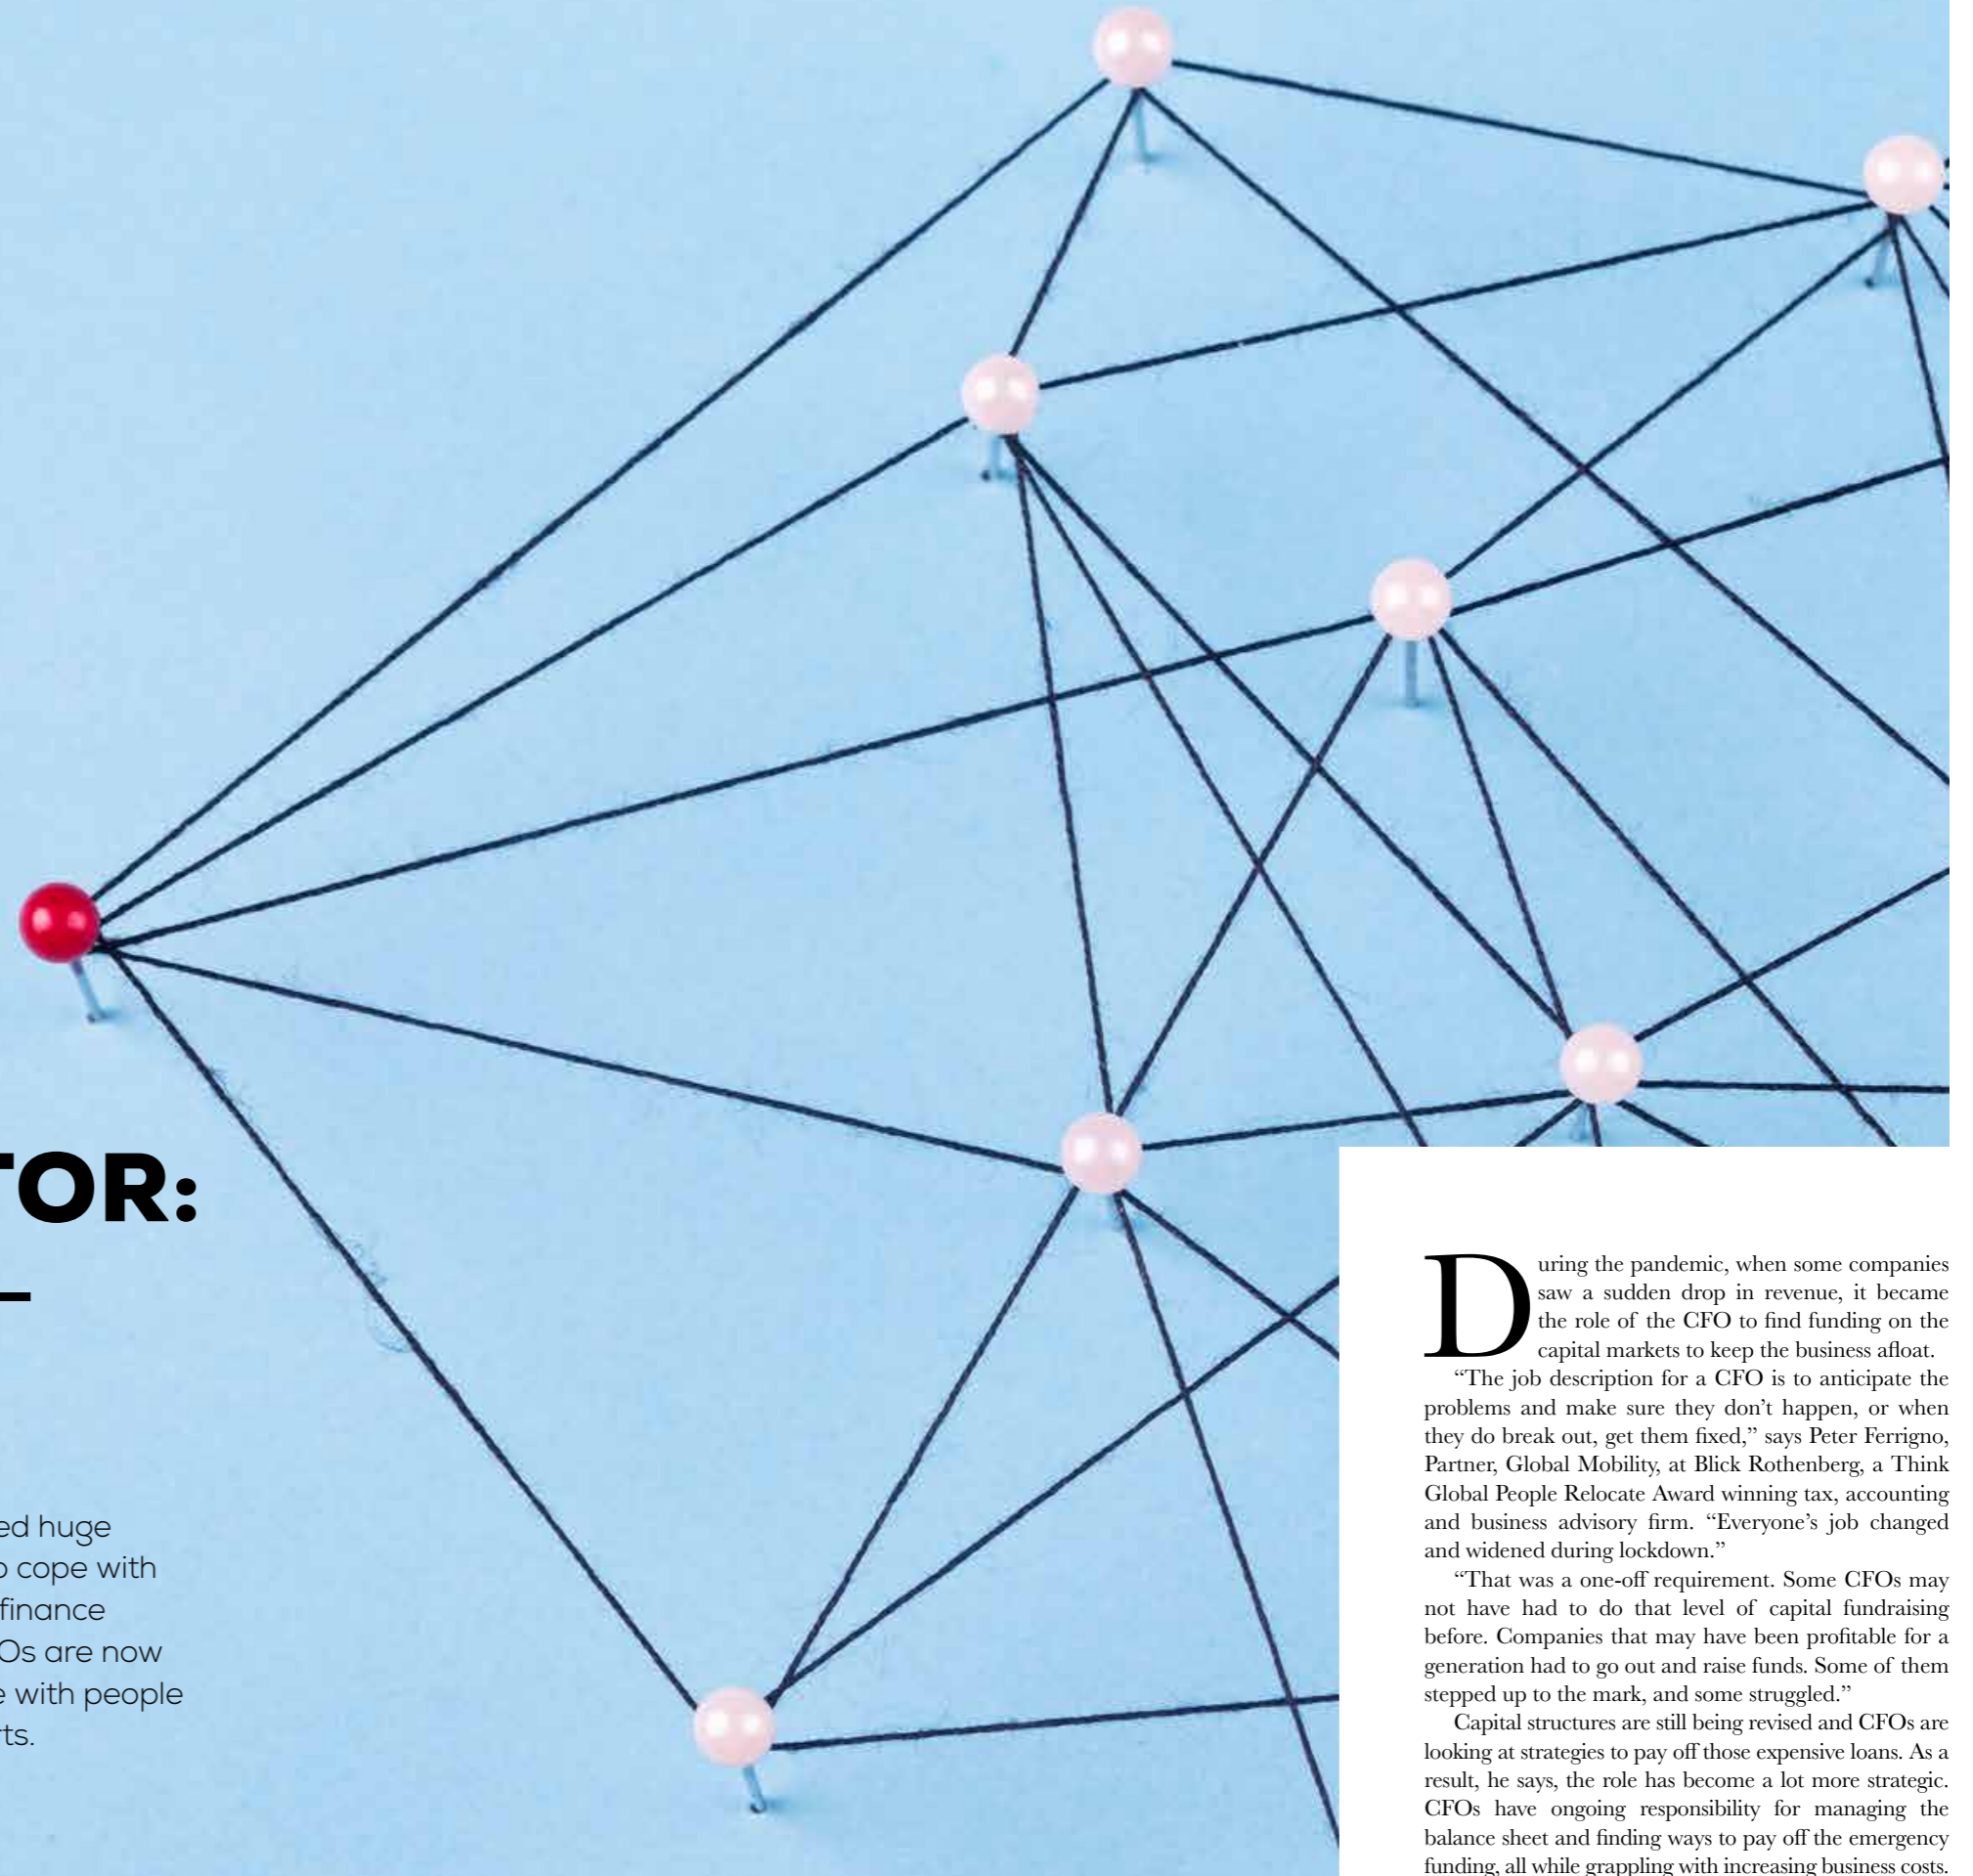 TOR:
–
ed huge
o cope with
finance
Os are now
e with people
rts.
During the pandemic, when some companies
saw a sudden drop in revenue, it became
the role of the CFO to find funding on the
capital markets to keep the business afloat.
“The job description for a CFO is to anticipate the
problems and make sure they don’t happen, or when
they do break out, get them fixed,” says Peter Ferrigno,
Partner, Global Mobility, at Blick Rothenberg, a Think
Global People Relocate Award winning tax, accounting
and business advisory firm. “Everyone’s job changed
and widened during lockdown.”
“That was a one-off requirement. Some CFOs may
not have had to do that level of capital fundraising
before. Companies that may have been profitable for a
generation had to go out and raise funds. Some of them
stepped up to the mark, and some struggled.”
Capital structures are still being revised and CFOs are
looking at strategies to pay off those expensive loans. As a
result, he says, the role has become a lot more strategic.
CFOs have ongoing responsibility for managing the
balance sheet and finding ways to pay off the emergency
funding, all while grappling with increasing business costs.